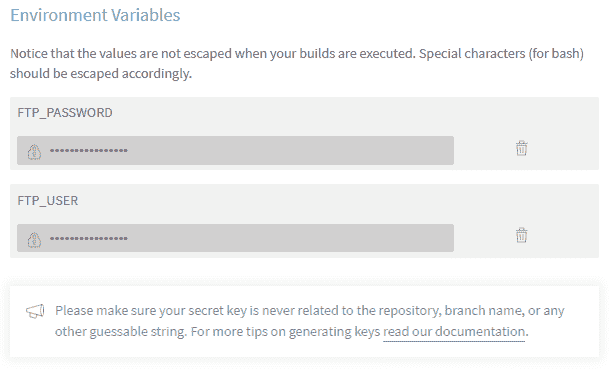 Environment Variables
Notice that the values are not escaped when your builds are executed. Special characters (for bash)
should be escaped accordingly.
FTP_PASSWORD
••••••••••••••••
FTP_USER
••••••••••••••••
Please make sure your secret key is never related to the repository, branch name, or any
other guessable string. For more tips on generating keys read our documentation.